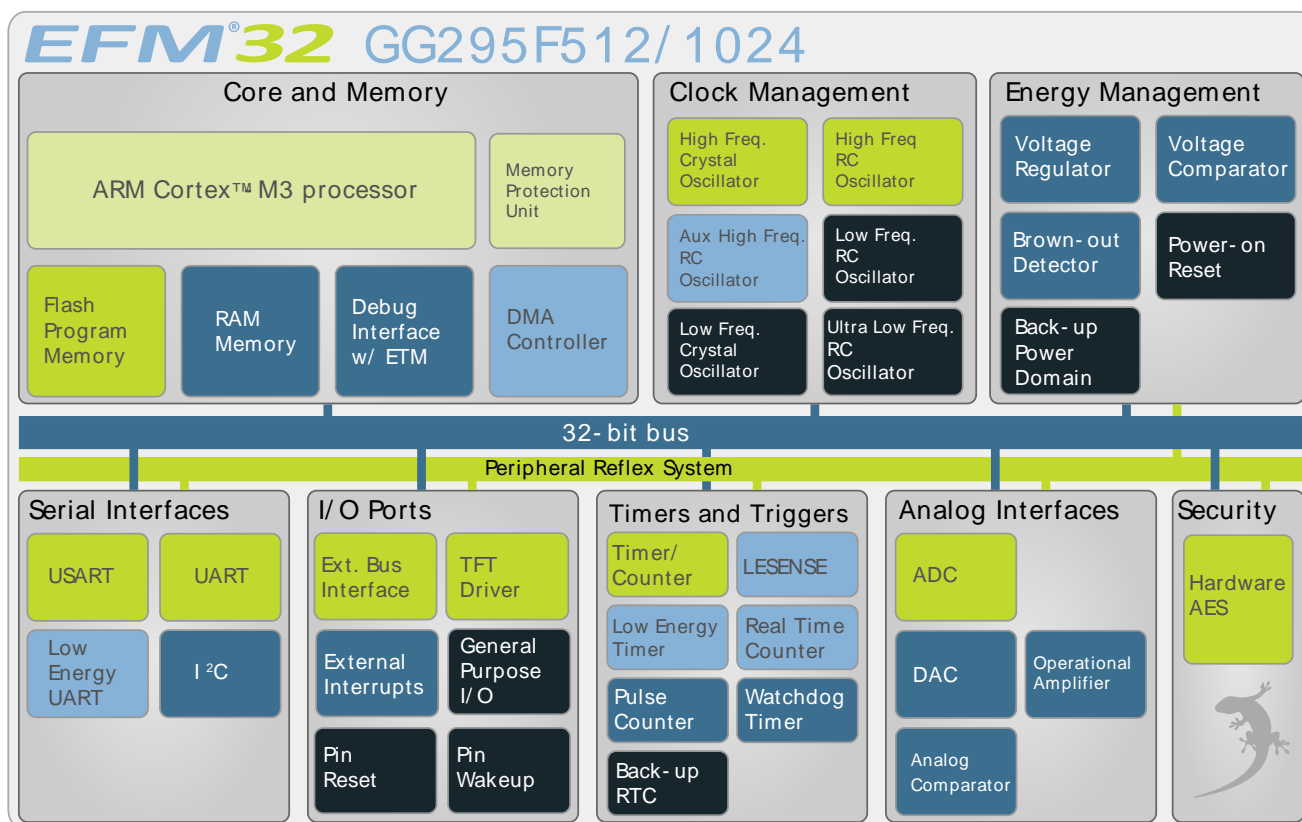 EFM®32 GG295F512/1024
Core and Memory
ARM Cortex™ M3 processor
Memory
Protection
Unit
Flash
Program
Memory
RAM
Memory
Debug
Interface
w/ ETM
DMA
Controller
Clock Management
High Freq.
Crystal
Oscillator
High Freq
RC
Oscillator
Aux High Freq.
RC
Oscillator
Low Freq.
RC
Oscillator
Low Freq.
Crystal
Oscillator
Ultra Low Freq.
RC
Oscillator
Energy Management
Voltage
Regulator
Voltage
Comparator
Brown-out
Detector
Power-on
Reset
Back-up
Power
Domain
32-bit bus
Peripheral Reflex System
Serial Interfaces
USART
UART
Low
Energy
UART
I²C
I/O Ports
Ext. Bus
Interface
TFT
Driver
External
Interrupts
General
Purpose
I/O
Pin
Reset
Pin
Wakeup
Timers and Triggers
Timer/
Counter
LESENSE
Low Energy
Timer
Real Time
Counter
Pulse
Counter
Watchdog
Timer
Back-up
RTC
Analog Interfaces
ADC
DAC
Operational
Amplifier
Analog
Comparator
Security
Hardware
AES